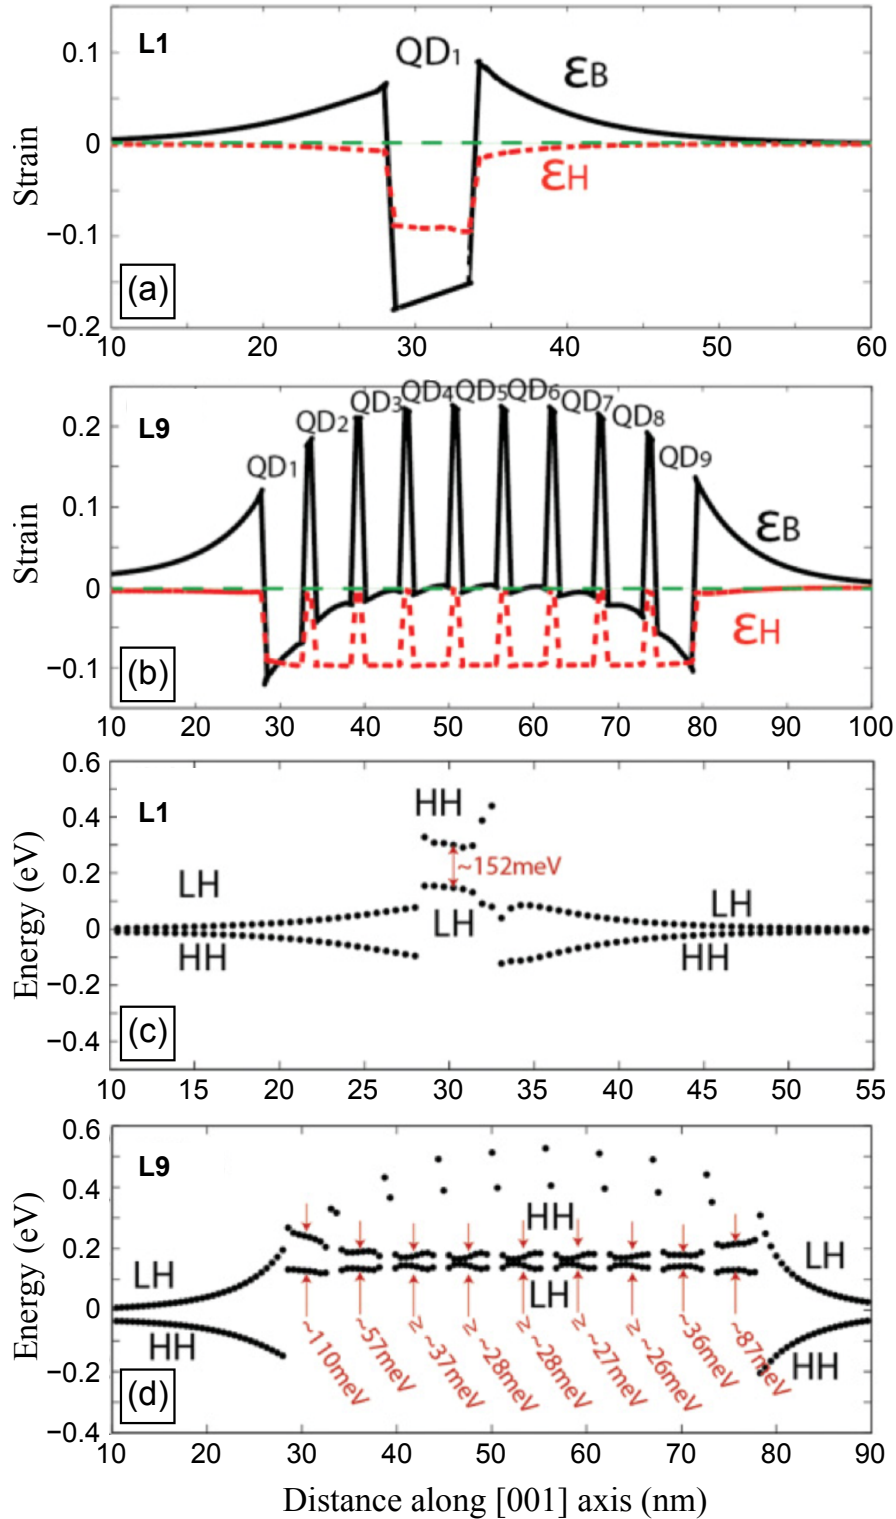 L1
QD1
εB
εH
Strain
0.1
0
−0.1
−0.2
(a)
10 20 30 40 50 60
L9
QD1 QD2 QD3 QD4 QD5 QD6 QD7 QD8 QD9
εB
εH
Strain
0.2
0.1
0
−0.1
(b)
10 20 30 40 50 60 70 80 90 100
L1
HH
~152meV
LH
LH
LH
HH
HH
Energy (eV)
0.6
0.4
0.2
0
−0.2
−0.4
(c)
10 15 20 25 30 35 40 45 50 55
L9
HH
LH
LH
LH
HH
HH
~110meV
~57meV
≥ ~37meV
≥ ~28meV
≥ ~28meV
≥ ~27meV
≥ ~26meV
~36meV
~87meV
Energy (eV)
0.6
0.4
0.2
0
−0.2
−0.4
(d)
10 20 30 40 50 60 70 80 90
Distance along [001] axis (nm)